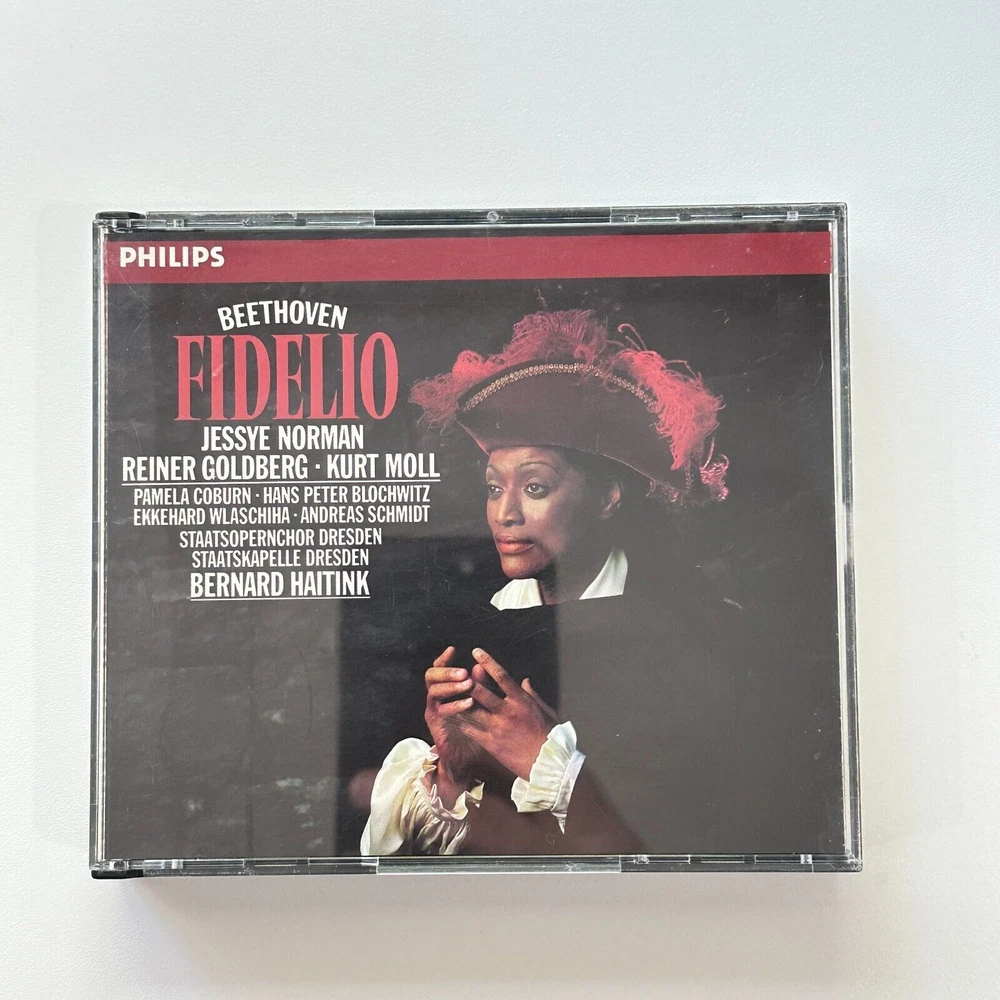 PHILIPS
BEETHOVEN
FIDELIO
JESSYE NORMAN
REINER GOLDBERG · KURT MOLL
PAMELA COBURN · HANS PETER BLOCHWITZ
EKKEHARD WLASCHIHA · ANDREAS SCHMIDT
STAATSOPERNCHOR DRESDEN
STAATSKAPELLE DRESDEN
BERNARD HAITINK